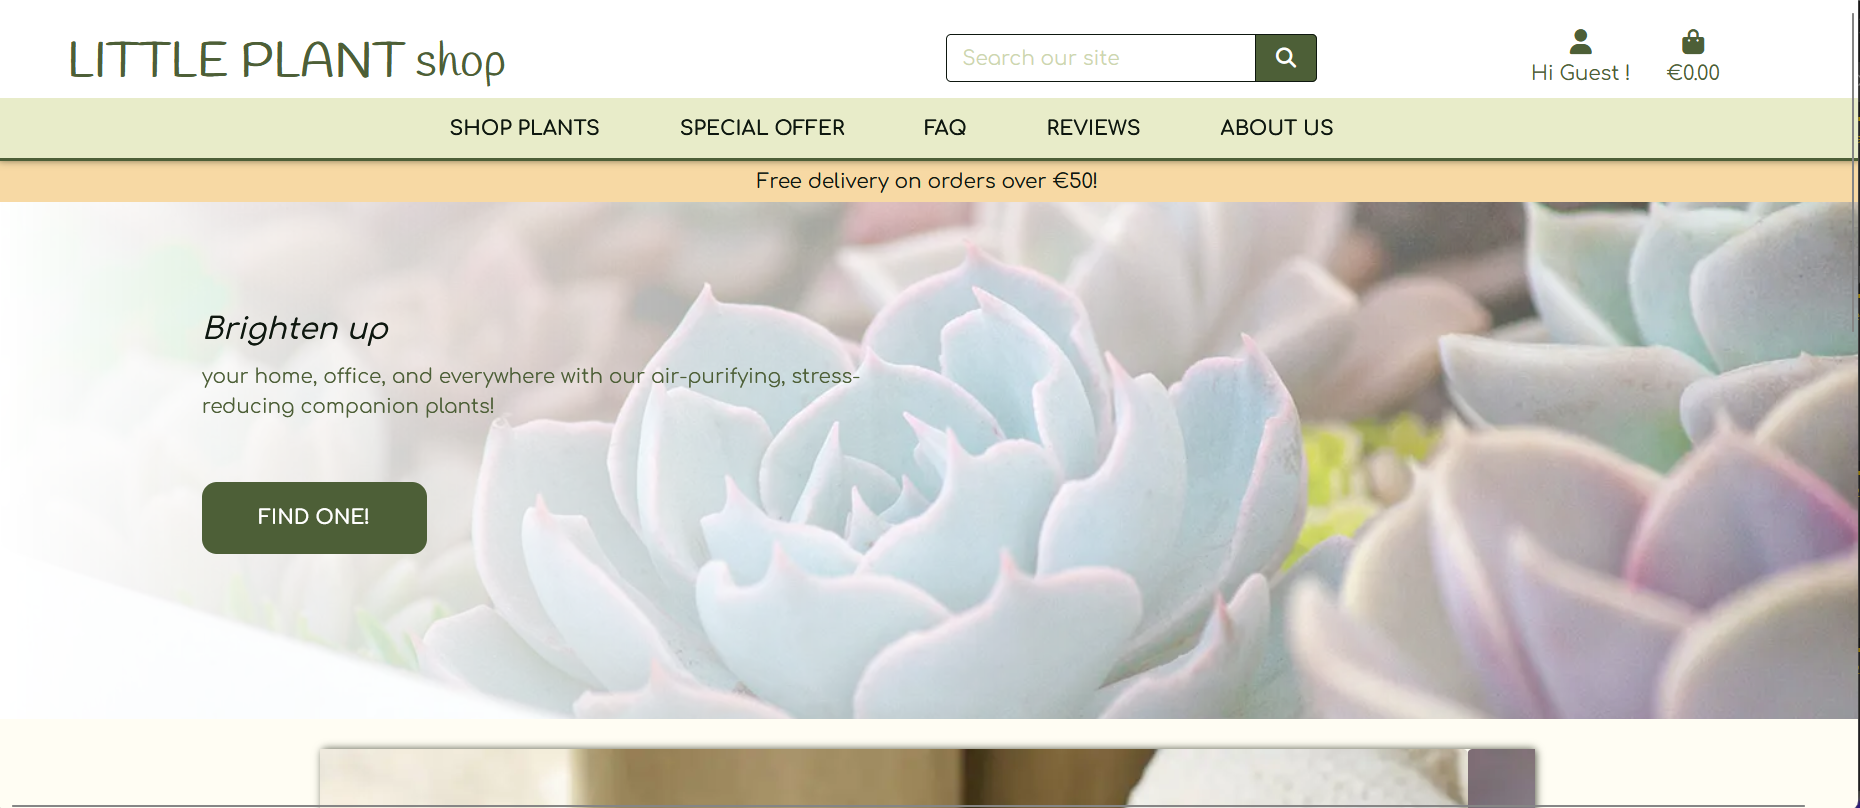 LITTLE PLANT shop
Search our site
Hi Guest !
€0.00
SHOP PLANTS
SPECIAL OFFER
FAQ
REVIEWS
ABOUT US
Free delivery on orders over €50!
Brighten up
your home, office, and everywhere with our air-purifying, stress-
reducing companion plants!
FIND ONE!